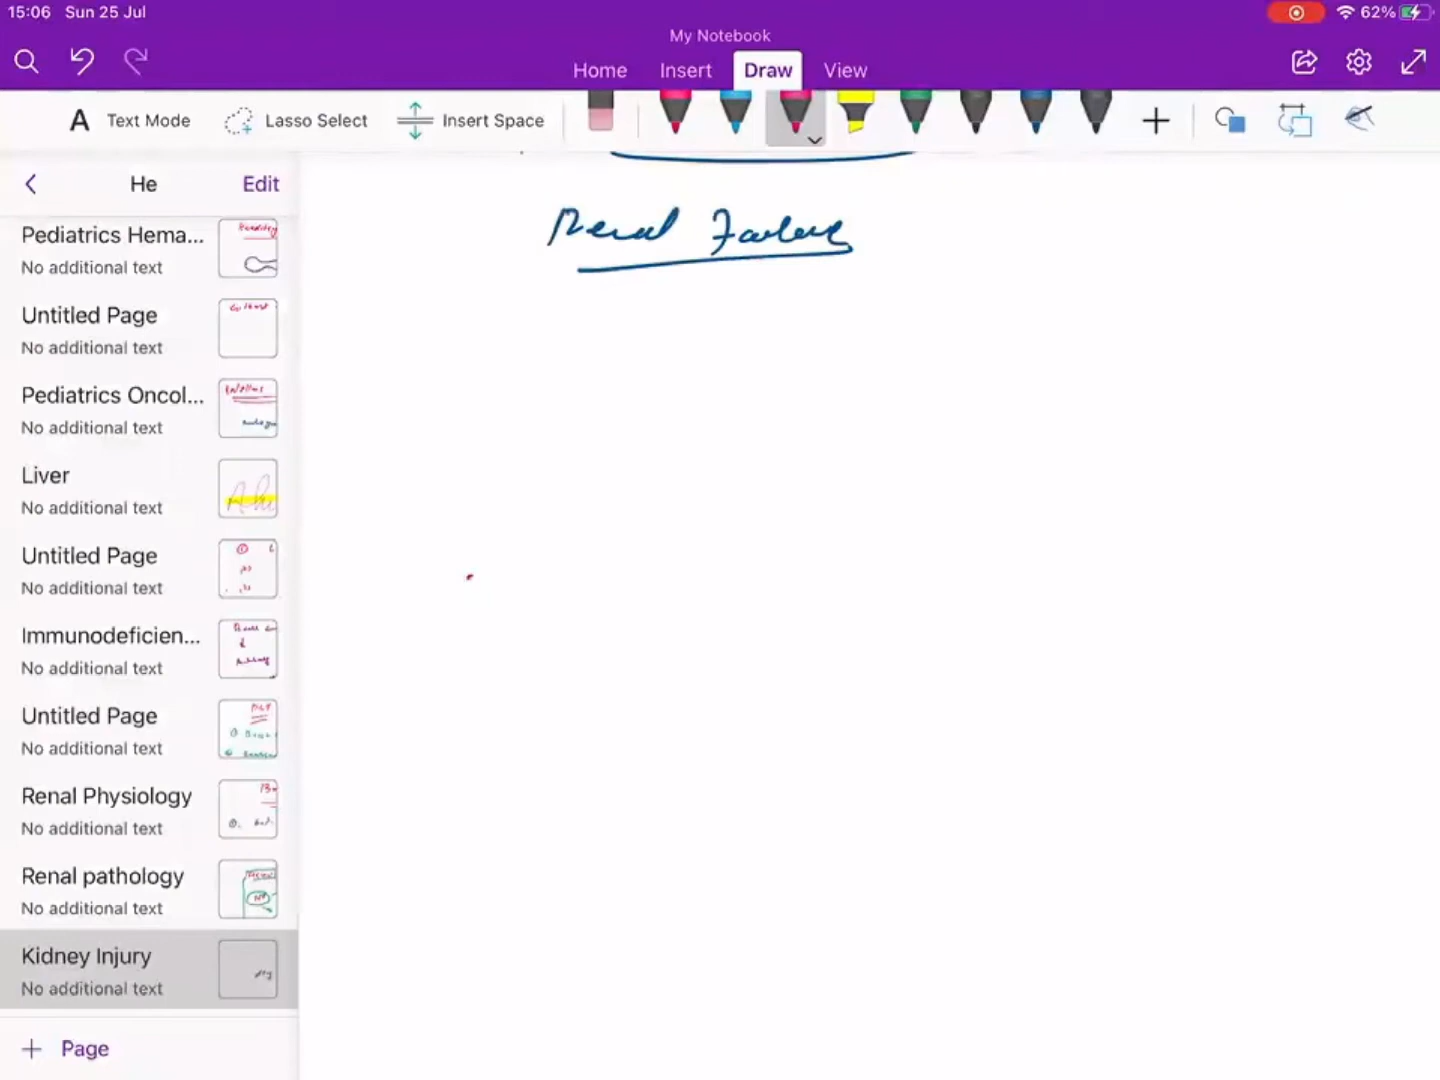 15:06 Sun 25 Jul
62%
My Notebook
Home Insert Draw View
A Text Mode Lasso Select Insert Space
He Edit
Renal Failure
Pediatrics Hema...
No additional text
Untitled Page
No additional text
Pediatrics Oncol...
No additional text
Liver
No additional text
Untitled Page
No additional text
Immunodeficien...
No additional text
Untitled Page
No additional text
Renal Physiology
No additional text
Renal pathology
No additional text
Kidney Injury
No additional text
+ Page